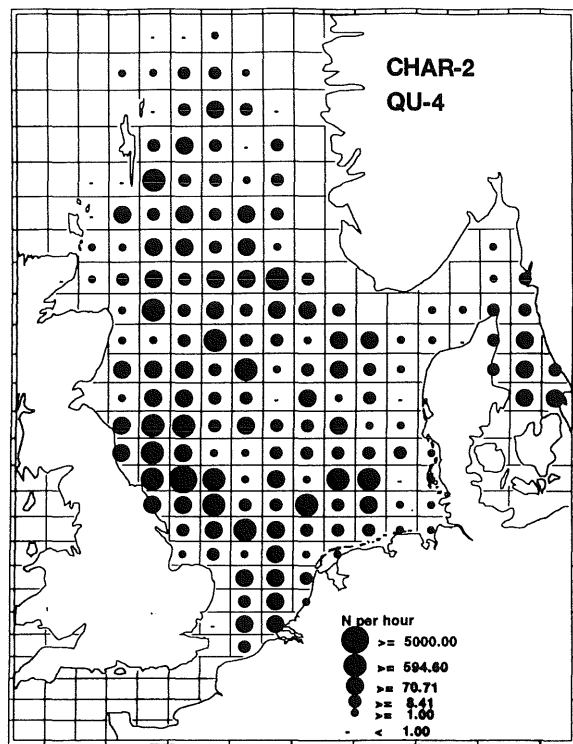 CHAR-2
QU-4
N per hour
>= 5000.00
>= 594.60
>= 70.71
>= 8.41
>= 1.00
- < 1.00